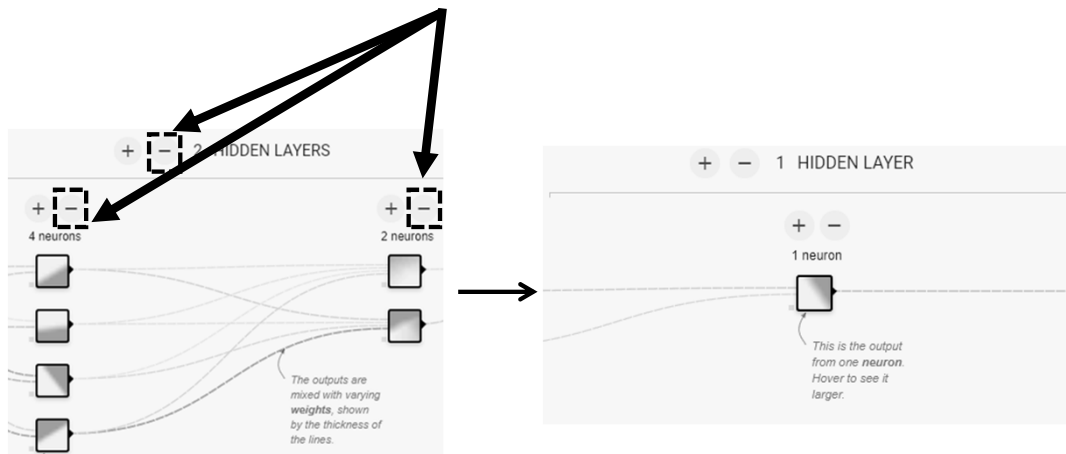 + − 2 HIDDEN LAYERS
+ −
4 neurons
+ −
2 neurons
The outputs are
mixed with varying
weights, shown
by the thickness of
the lines.
+ − 1 HIDDEN LAYER
+ −
1 neuron
This is the output
from one neuron.
Hover to see it
larger.